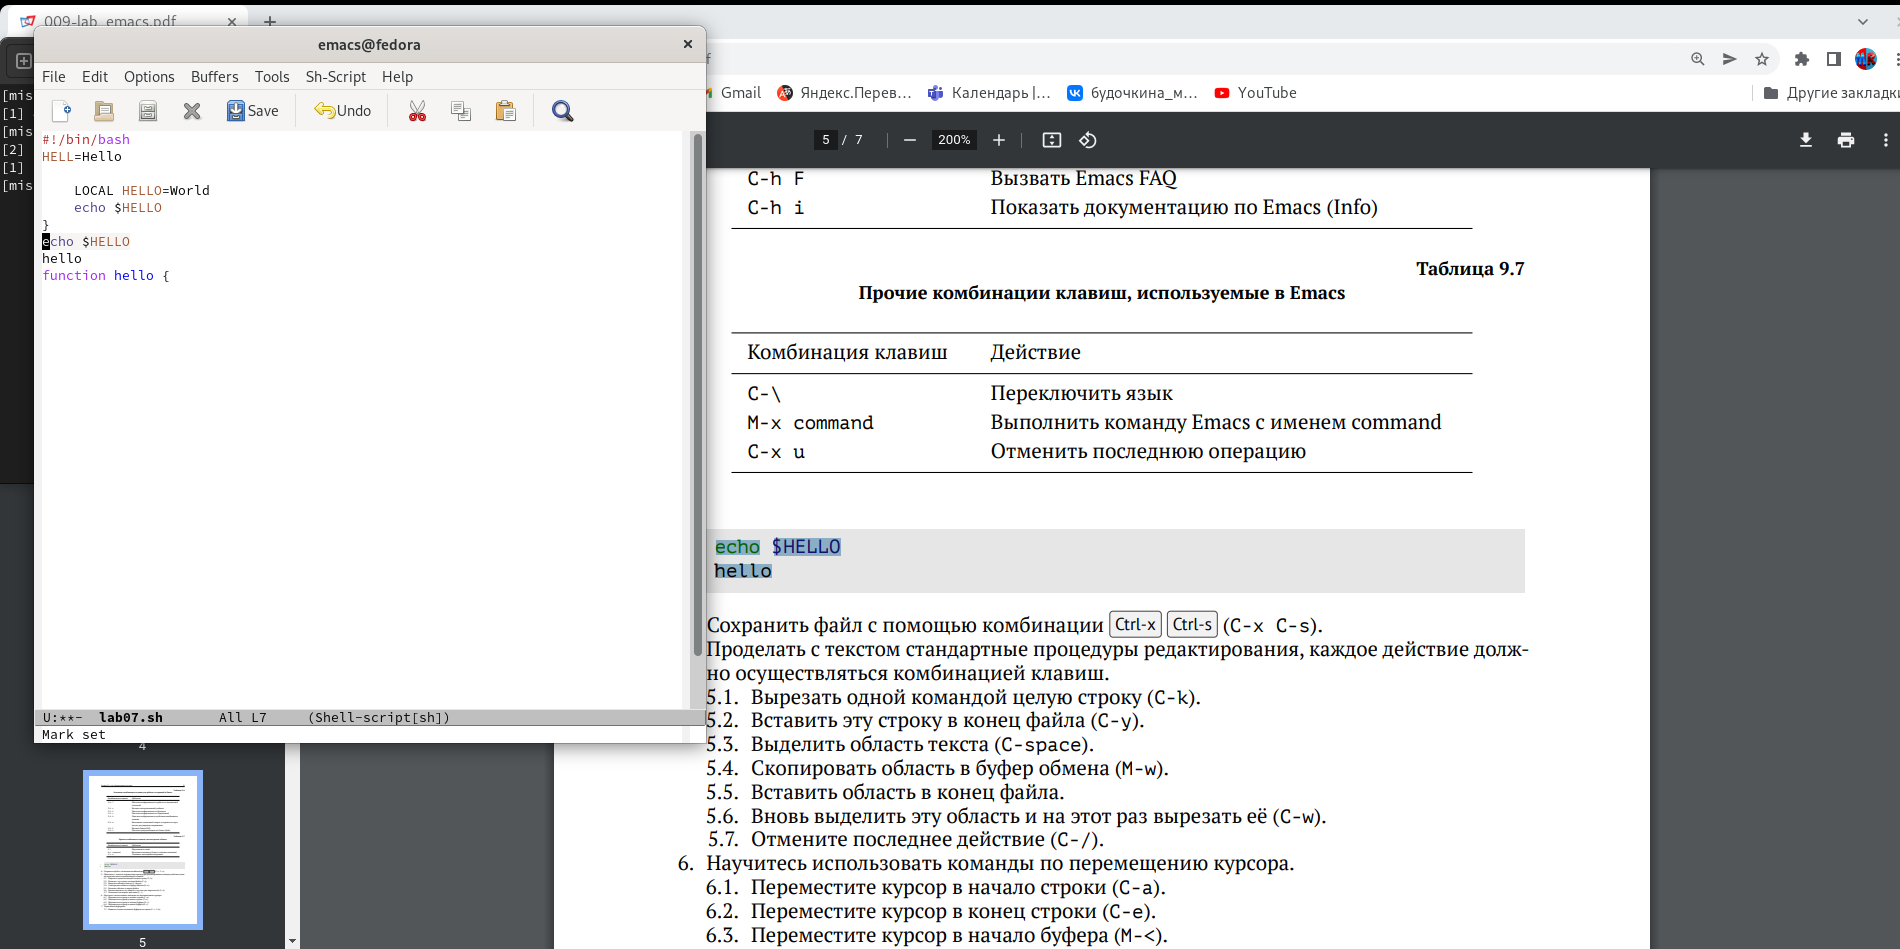 009-lab_emacs.pdf
emacs@fedora
File Edit Options Buffers Tools Sh-Script Help
Save Undo
#!/bin/bash
HELL=Hello
LOCAL HELLO=World
echo $HELLO
}
echo $HELLO
hello
function hello {
U:**- lab07.sh All L7 (Shell-script[sh])
Mark set
[mis
[1]
[mis
[2]
[1]
[mis
Gmail Яндекс.Перев... Календарь |... будочкина_м... YouTube Другие закладки
5 / 7 200%
C-h F Вызвать Emacs FAQ
C-h i Показать документацию по Emacs (Info)
Таблица 9.7
Прочие комбинации клавиш, используемые в Emacs
Комбинация клавиш Действие
C-\ Переключить язык
M-x command Выполнить команду Emacs с именем command
C-x u Отменить последнюю операцию
echo $HELLO
hello
Сохранить файл с помощью комбинации Ctrl-x Ctrl-s (C-x C-s).
Проделать с текстом стандартные процедуры редактирования, каждое действие долж-
но осуществляться комбинацией клавиш.
5.1. Вырезать одной командой целую строку (C-k).
5.2. Вставить эту строку в конец файла (C-y).
5.3. Выделить область текста (C-space).
5.4. Скопировать область в буфер обмена (M-w).
5.5. Вставить область в конец файла.
5.6. Вновь выделить эту область и на этот раз вырезать её (C-w).
5.7. Отмените последнее действие (C-/).
6. Научитесь использовать команды по перемещению курсора.
6.1. Переместите курсор в начало строки (C-a).
6.2. Переместите курсор в конец строки (C-e).
6.3. Переместите курсор в начало буфера (M-<).
4
5